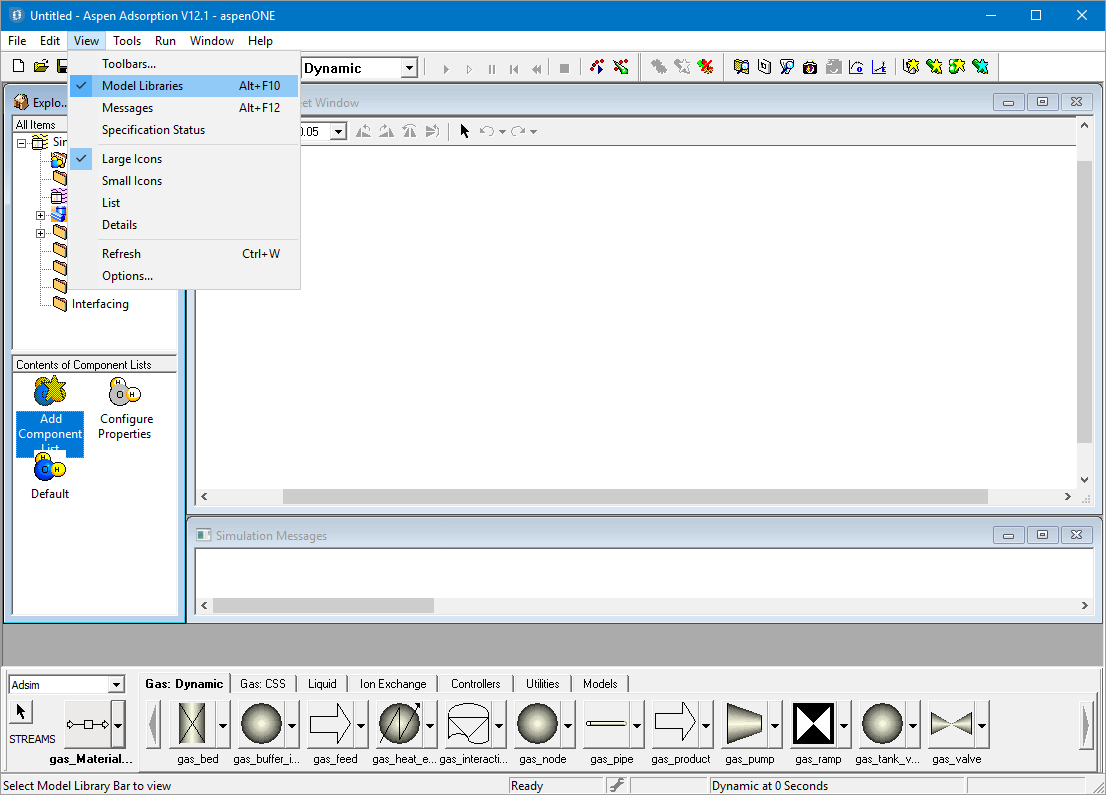 Untitled - Aspen Adsorption V12.1 - aspenONE
File Edit View Tools Run Window Help
Dynamic
Toolbars...
Model Libraries Alt+F10
Messages Alt+F12
Specification Status
Large Icons
Small Icons
List
Details
Refresh Ctrl+W
Options...
Explo...
All Items
Interfacing
Contents of Component Lists
Add
Component
List
Configure
Properties
Default
Window
Simulation Messages
Adsim
STREAMS
gas_Material...
Gas: Dynamic Gas: CSS Liquid Ion Exchange Controllers Utilities Models
gas_bed gas_buffer_i... gas_feed gas_heat_e... gas_interacti... gas_node gas_pipe gas_product gas_pump gas_ramp gas_tank_v... gas_valve
Select Model Library Bar to view Ready Dynamic at 0 Seconds